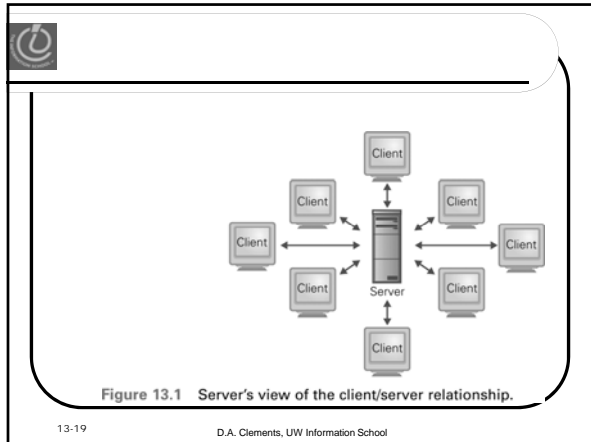 Client
Client
Client
Client
Client
Client
Client
Server
Client
Figure 13.1 Server's view of the client/server relationship.
13-19
D.A. Clements, UW Information School